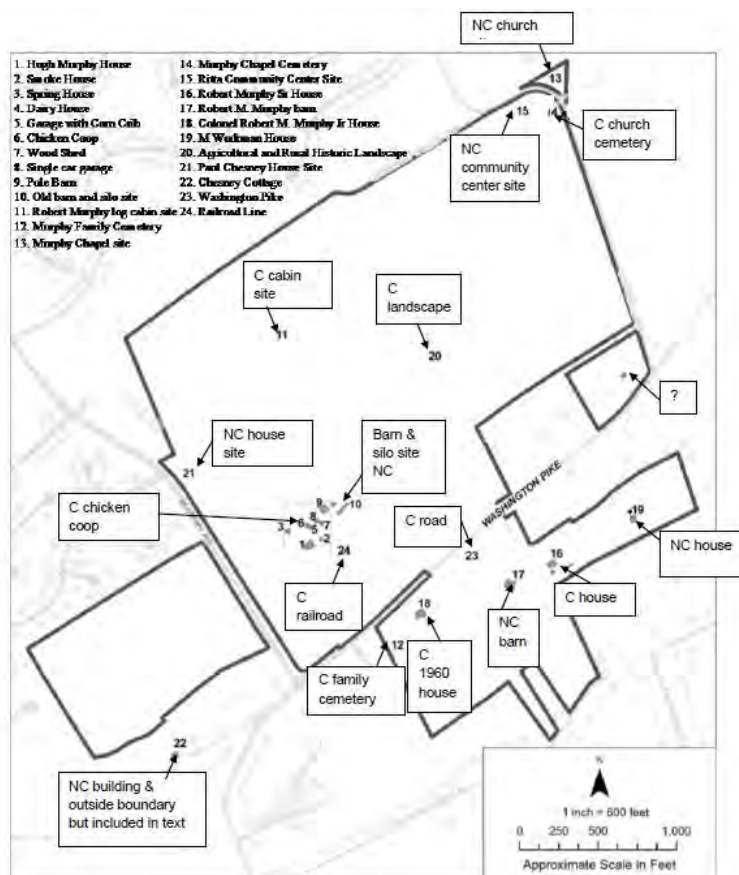 1. Hugh Murphy House
2. Smoke House
3. Spring House
4. Dairy House
5. Garage with Corn Crib
6. Chicken Coop
7. Wood Shed
8. Single car garage
9. Pole Barn
10. Old barn and silo site
11. Robert Murphy log cabin site
12. Murphy Family Cemetery
13. Murphy Chapel site
14. Murphy Chapel Cemetery
15. Ritta Community Center Site
16. Robert Murphy Sr House
17. Robert M. Murphy barn
18. Colonel Robert M. Murphy Jr House
19. M Workman House
20. Agricultural and Rural Historic Landscape
21. Paul Chesney House Site
22. Chesney Cottage
23. Washington Pike
24. Railroad Line
NC church
13
15
14
C church
cemetery
NC
community
center site
C cabin
site
11
C
landscape
20
?
NC house
site
21
Barn &
silo site
NC
WASHINGTON PIKE
C chicken
coop
9
10
8
6
7
5
3
2
1
24
C road
23
19
NC house
C
railroad
16
17
C house
18
NC
barn
12
C
1960
house
C family
cemetery
22
NC building &
outside boundary
but included in text
N
1 inch = 600 feet
0 250 500 1,000
Approximate Scale in Feet